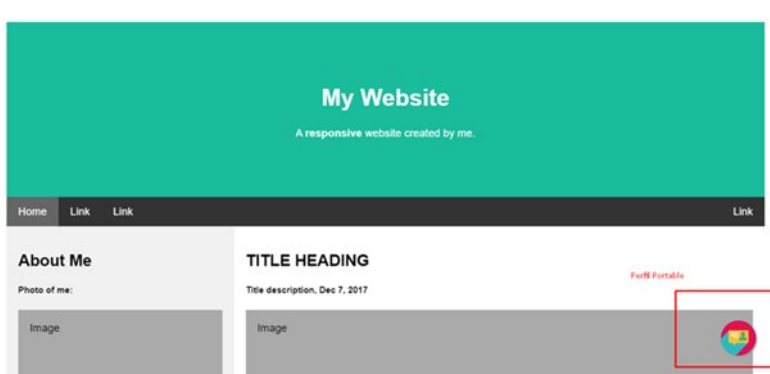 My Website
A responsive website created by me.
Home Link Link Link
About Me
Photo of me:
Image
TITLE HEADING
Title description, Dec 7, 2017
Image
Perfil Portable